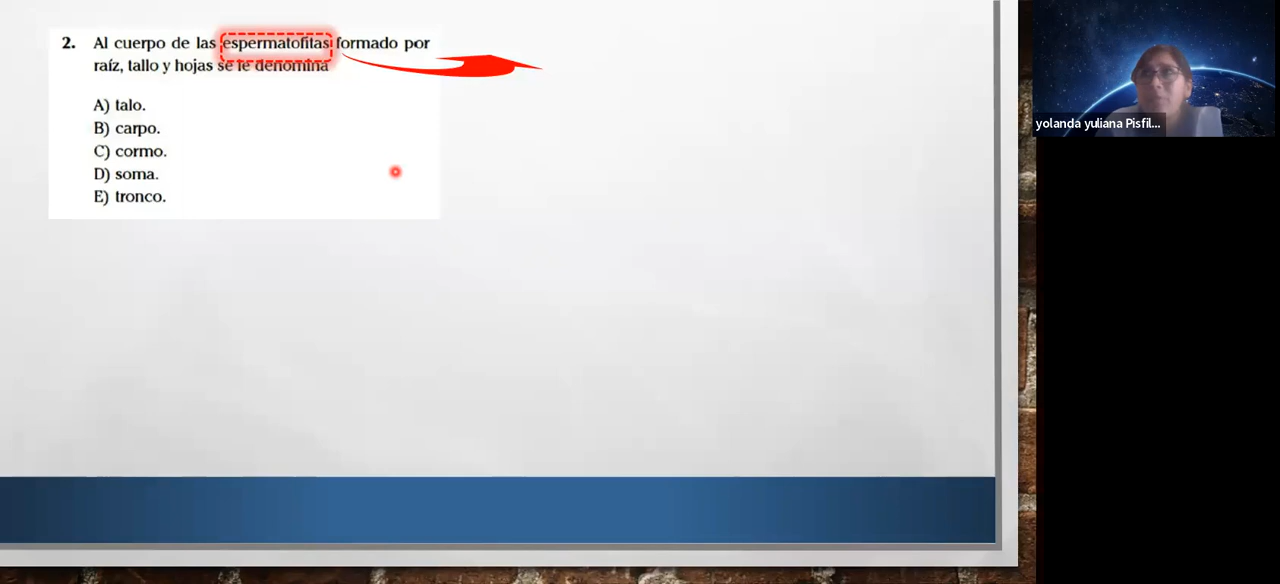 2. Al cuerpo de las espermatofitas formado por
raíz, tallo y hojas se le denomina
A) talo.
B) carpo.
C) cormo.
D) soma.
E) tronco.
yolanda yuliana Pisfil...